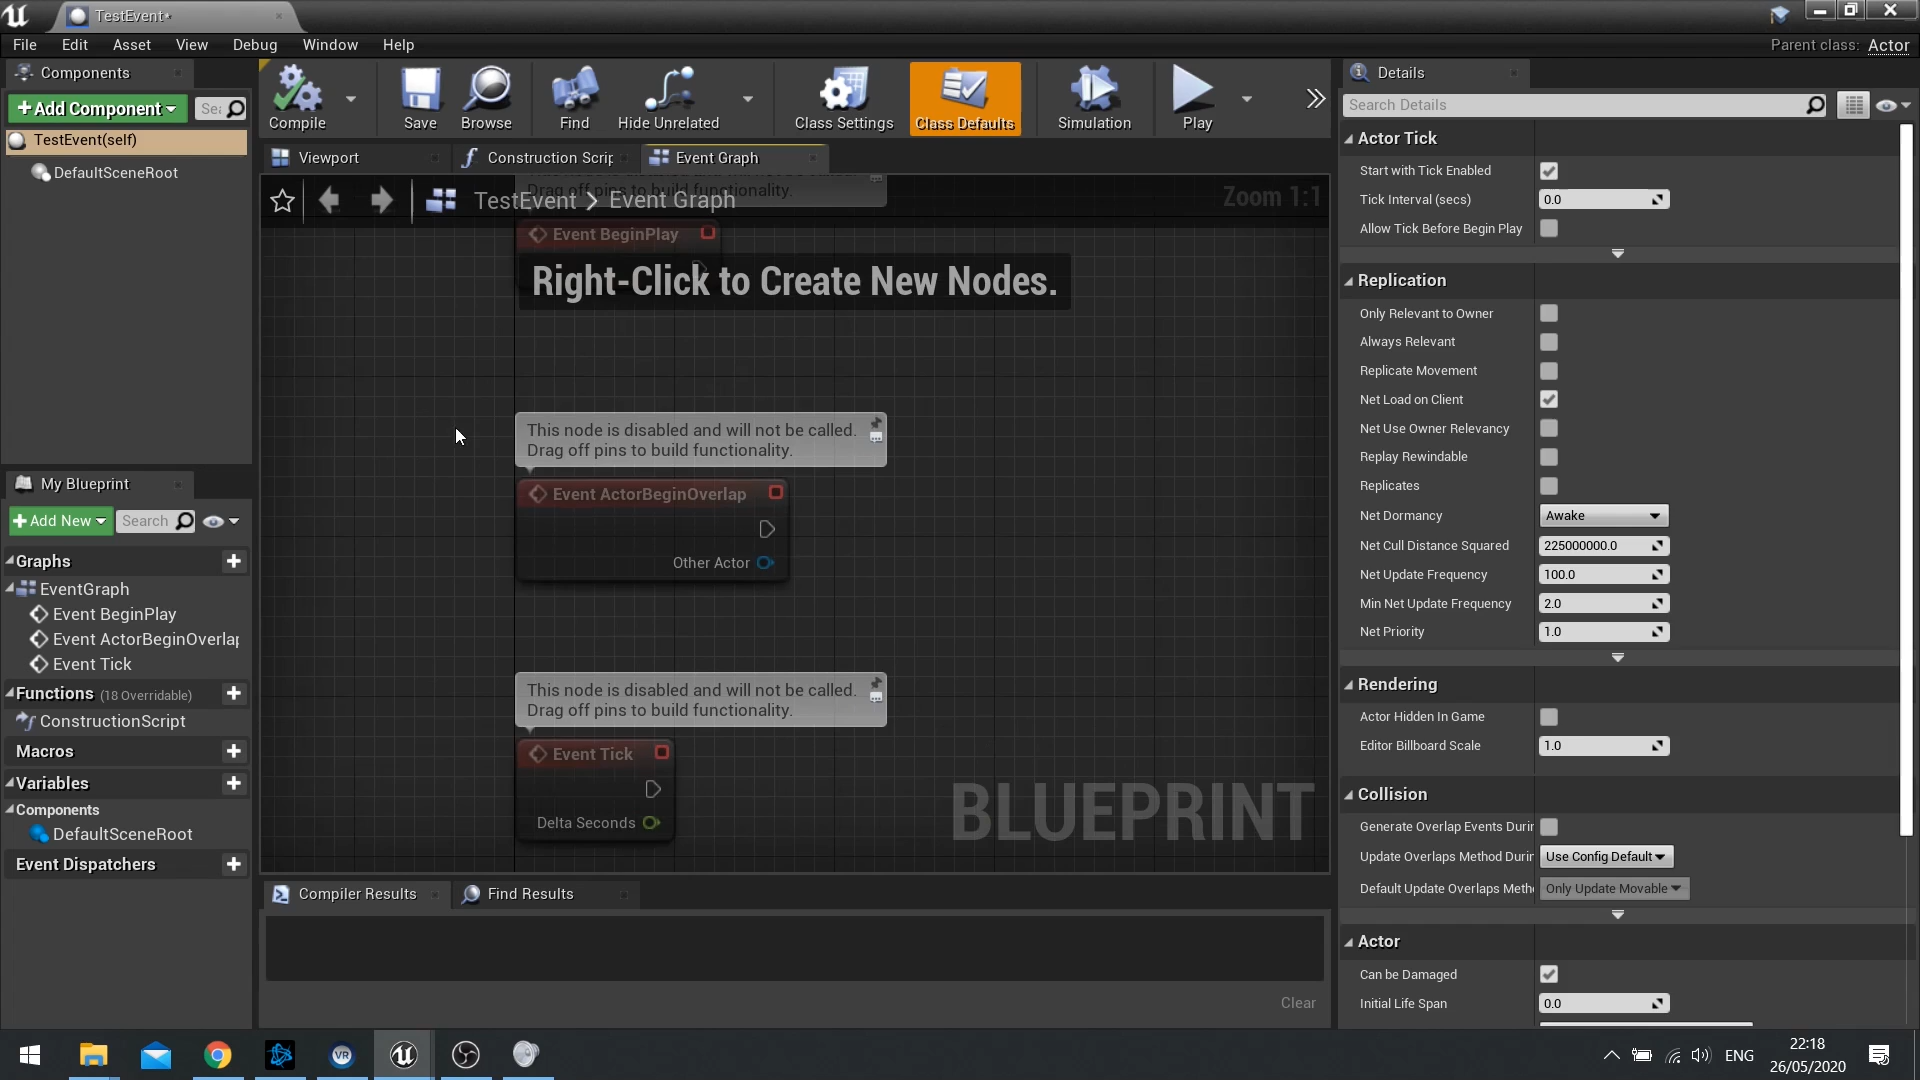 TestEvent*
File Edit Asset View Debug Window Help
Parent class: Actor
Components
+Add Component
Sea
TestEvent(self)
DefaultSceneRoot
Compile
Save
Browse
Find
Hide Unrelated
Class Settings
Class Defaults
Simulation
Play
Viewport
Construction Scrip
Event Graph
TestEvent > Event Graph
Zoom 1:1
Drag off pins to build functionality.
Event BeginPlay
Right-Click to Create New Nodes.
This node is disabled and will not be called.
Drag off pins to build functionality.
Event ActorBeginOverlap
Other Actor
This node is disabled and will not be called.
Drag off pins to build functionality.
Event Tick
Delta Seconds
BLUEPRINT
My Blueprint
+Add New
Search
Graphs
EventGraph
Event BeginPlay
Event ActorBeginOverlap
Event Tick
Functions (18 Overridable)
ConstructionScript
Macros
Variables
Components
DefaultSceneRoot
Event Dispatchers
Compiler Results
Find Results
Clear
Details
Search Details
Actor Tick
Start with Tick Enabled
Tick Interval (secs) 0.0
Allow Tick Before Begin Play
Replication
Only Relevant to Owner
Always Relevant
Replicate Movement
Net Load on Client
Net Use Owner Relevancy
Replay Rewindable
Replicates
Net Dormancy Awake
Net Cull Distance Squared 225000000.0
Net Update Frequency 100.0
Min Net Update Frequency 2.0
Net Priority 1.0
Rendering
Actor Hidden In Game
Editor Billboard Scale 1.0
Collision
Generate Overlap Events Durin
Update Overlaps Method Durin Use Config Default
Default Update Overlaps Metho Only Update Movable
Actor
Can be Damaged
Initial Life Span 0.0
VR
ENG
22:18
26/05/2020